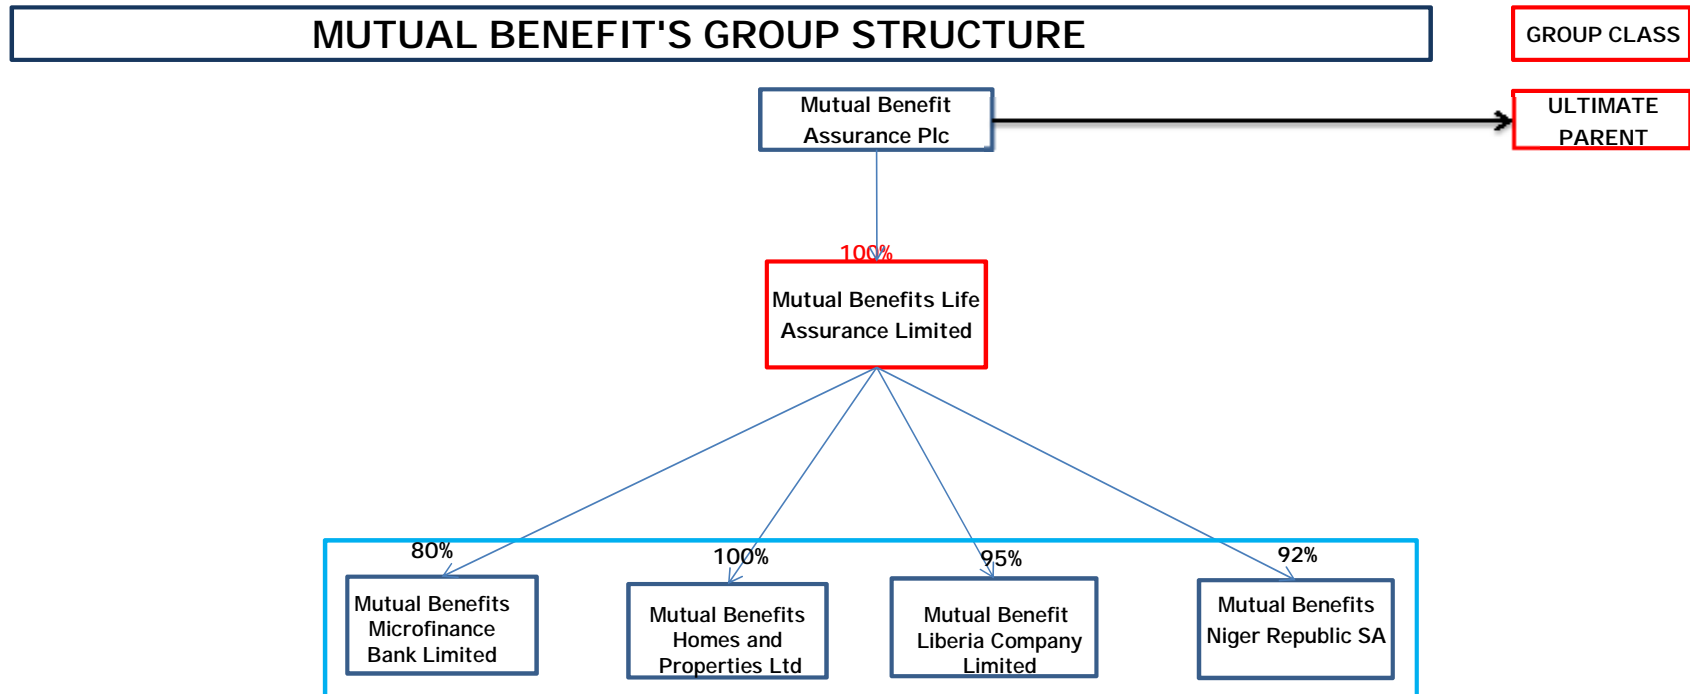 MUTUAL BENEFIT'S GROUP STRUCTURE
GROUP CLASS
Mutual Benefit
Assurance Plc
ULTIMATE
PARENT
100%
Mutual Benefits Life
Assurance Limited
80%
100%
95%
92%
Mutual Benefits
Microfinance
Bank Limited
Mutual Benefits
Homes and
Properties Ltd
Mutual Benefit
Liberia Company
Limited
Mutual Benefits
Niger Republic SA